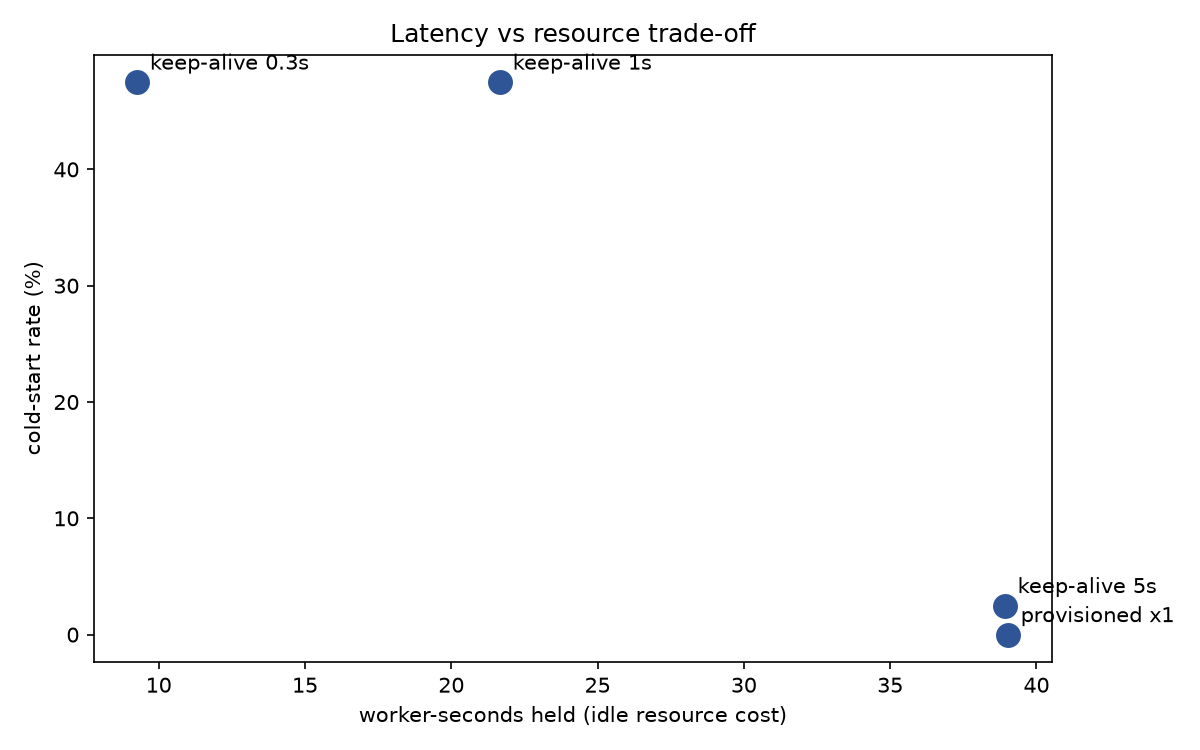 Latency vs resource trade-off
keep-alive 0.3s
keep-alive 1s
40
30
20
10
0
cold-start rate (%)
keep-alive 5s
provisioned x1
10
15
20
25
30
35
40
worker-seconds held (idle resource cost)